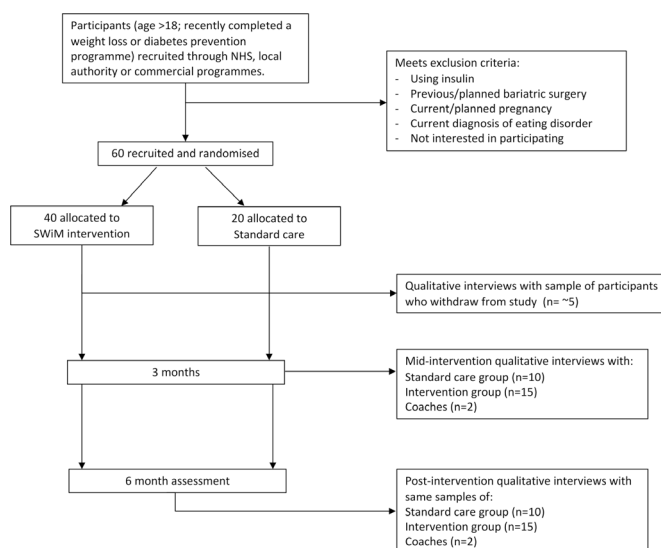 Participants (age >18; recently completed a
weight loss or diabetes prevention
programme) recruited through NHS, local
authority or commercial programmes.
Meets exclusion criteria:
- Using insulin
- Previous/planned bariatric surgery
- Current/planned pregnancy
- Current diagnosis of eating disorder
- Not interested in participating
60 recruited and randomised
40 allocated to
SWiM intervention
20 allocated to
Standard care
Qualitative interviews with sample of participants
who withdraw from study (n= ~5)
3 months
Mid-intervention qualitative interviews with:
Standard care group (n=10)
Intervention group (n=15)
Coaches (n=2)
6 month assessment
Post-intervention qualitative interviews with
same samples of:
Standard care group (n=10)
Intervention group (n=15)
Coaches (n=2)